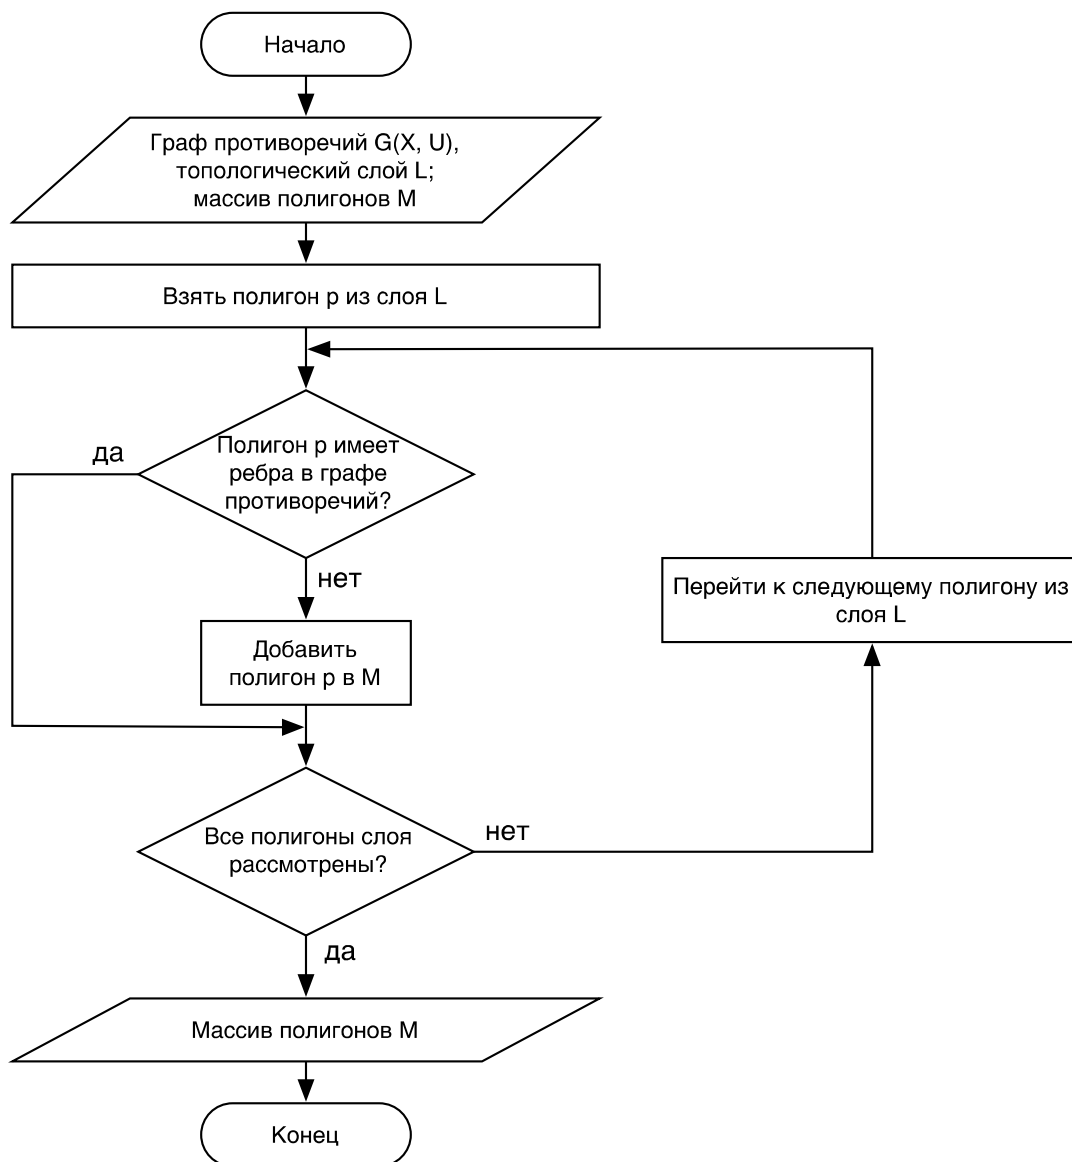 Начало
Граф противоречий G(X, U),
топологический слой L;
массив полигонов M
Взять полигон p из слоя L
да
Полигон p имеет
ребра в графе
противоречий?
нет
Перейти к следующему полигону из
слоя L
Добавить
полигон p в M
Все полигоны слоя
рассмотрены?
нет
да
Массив полигонов M
Конец